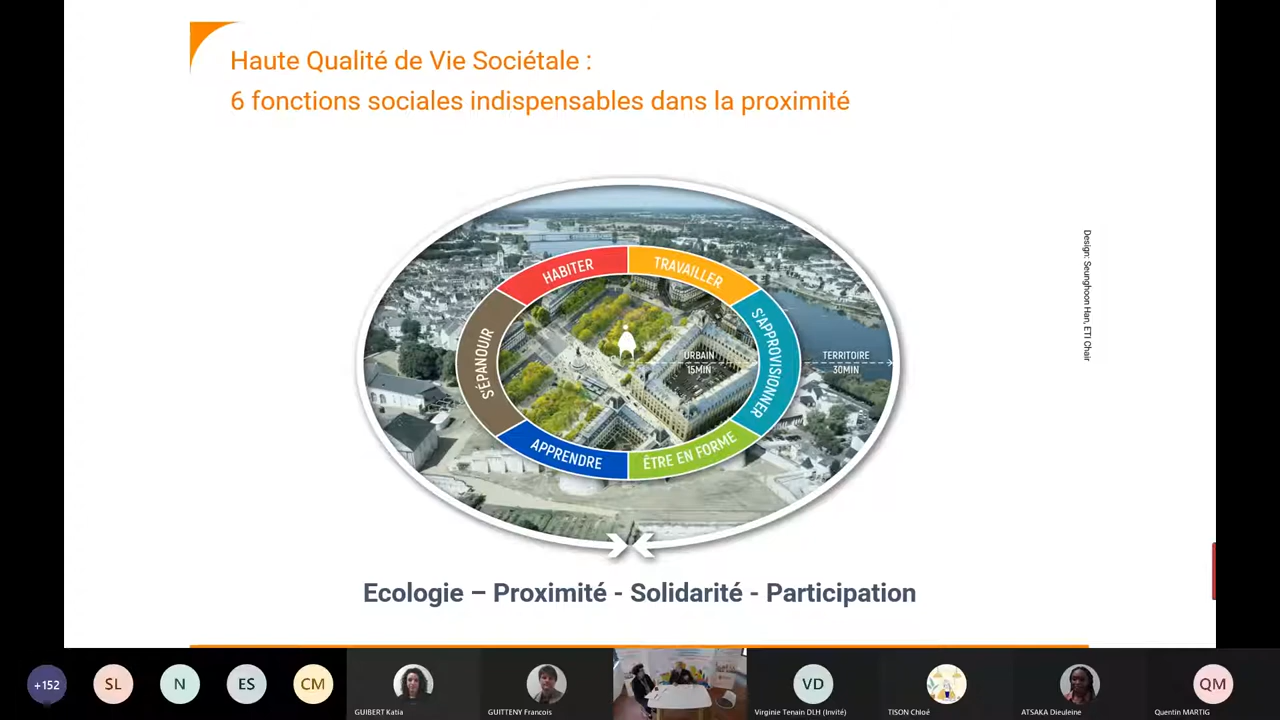 Haute Qualité de Vie Sociétale :
6 fonctions sociales indispensables dans la proximité
HABITER
TRAVAILLER
S'APPROVISIONNER
ÊTRE EN FORME
APPRENDRE
S'ÉPANOUIR
URBAIN
15MIN
TERRITOIRE
30MIN
Design: Seunghoon Han, ETI Chair
Ecologie – Proximité - Solidarité - Participation
+152
SL
N
ES
CM
GUIBERT Katia
GUITTENY Francois
VD
Virginie Tenain DLH (Invité)
TISON Chloé
ATSAKA Dieuleine
QM
Quentin MARTIG